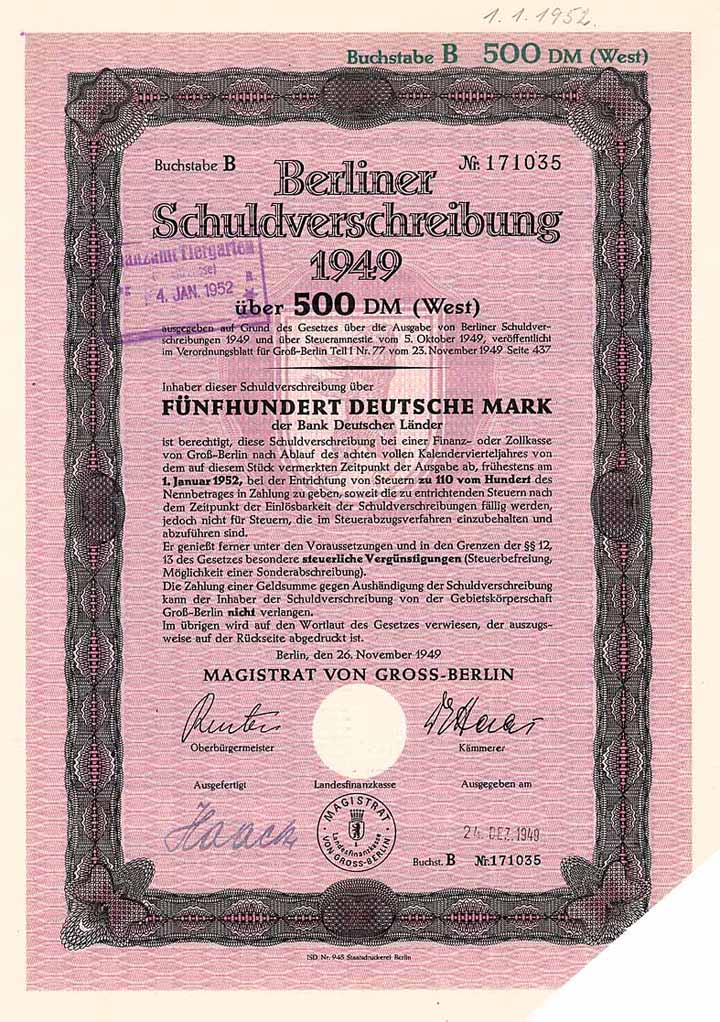 1.1.1952.
Buchstabe B 500 DM (West)
Buchstabe B Nr. 171035
Berliner
Schuldverschreibung
1949
über 500 DM (West)
Finanzamt Tiergarten
4. JAN. 1952
ausgegeben auf Grund des Gesetzes über die Ausgabe von Berliner Schuldver-
schreibungen 1949 und über Steueramnestie vom 5. Oktober 1949, veröffentlicht
im Verordnungsblatt für Groß-Berlin Teil I Nr. 77 vom 23. November 1949 Seite 437
Inhaber dieser Schuldverschreibung über
FÜNFHUNDERT DEUTSCHE MARK
der Bank Deutscher Länder
ist berechtigt, diese Schuldverschreibung bei einer Finanz- oder Zollkasse
von Groß-Berlin nach Ablauf des achten vollen Kalendervierteljahres von
dem auf diesem Stück vermerkten Zeitpunkt der Ausgabe ab, frühestens am
1. Januar 1952, bei der Entrichtung von Steuern zu 110 vom Hundert des
Nennbetrages in Zahlung zu geben, soweit die zu entrichtenden Steuern nach
dem Zeitpunkt der Einlösbarkeit der Schuldverschreibungen fällig werden,
jedoch nicht für Steuern, die im Steuerabzugsverfahren einzubehalten und
abzuführen sind.
Er genießt ferner unter den Voraussetzungen und in den Grenzen der §§ 12,
13 des Gesetzes besondere steuerliche Vergünstigungen (Steuerbefreiung,
Möglichkeit einer Sonderabschreibung).
Die Zahlung einer Geldsumme gegen Aushändigung der Schuldverschreibung
kann der Inhaber der Schuldverschreibung von der Gebietskörperschaft
Groß-Berlin nicht verlangen.
Im übrigen wird auf den Wortlaut des Gesetzes verwiesen, der auszugs-
weise auf der Rückseite abgedruckt ist.
Berlin, den 26. November 1949
MAGISTRAT VON GROSS-BERLIN
Reuter Dr Haas
Oberbürgermeister Kämmerer
Ausgefertigt Landesfinanzkasse Ausgegeben am
Haack
MAGISTRAT
Landesfinanzkasse
1
VON GROSS-BERLIN
24. DEZ. 1949
Buchst. B Nr. 171035
ISD Nr. 945 Staatsdruckerei Berlin